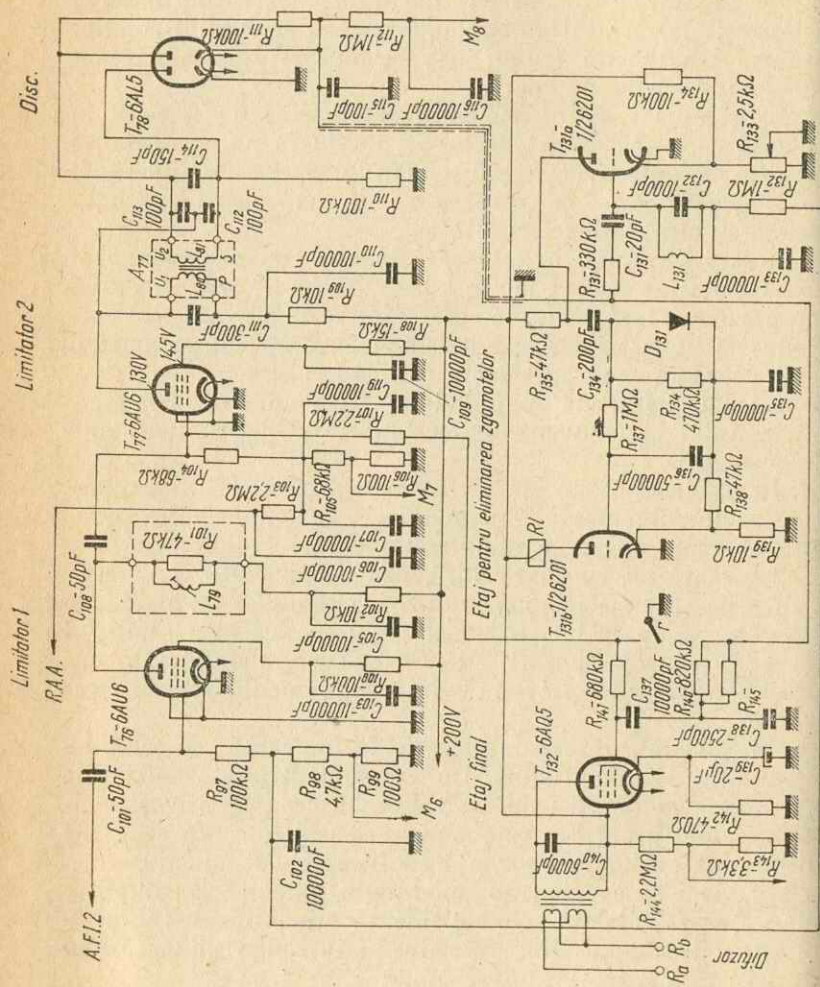 Limitator 1
Limitator 2
Disc.
A.F.I.2
R.A.A.
C101-50pF
T76-6AU6
C108-50pF
T77-6AU6
130V
145V
C111-300pF
A77
U1
U2
L80
L81
P
S
C113
100pF
C112
100pF
C114-150pF
T78-6AL5
R111-100kΩ
R112-1MΩ
M8
C115-100pF
C116-10000pF
R110-100kΩ
C110-10000pF
R109-10kΩ
R108-15kΩ
C109-10000pF
C119-10000pF
R107-2,2MΩ
R104-68kΩ
R103-2,2MΩ
R105-6,8kΩ
R106-100Ω
M7
R101-47kΩ
L79
C107-10000pF
C106-10000pF
R102-10kΩ
C105-10000pF
R100-100kΩ
C103-10000pF
R97
100kΩ
R98
4,7kΩ
R99
100Ω
M6
C102
10000pF
+200V
Etaj final
Etaj pentru eliminarea zgomotelor
T132-6AQ5
C140-6000pF
R144-2,2MΩ
R143-3,3kΩ
R142-470Ω
C139-20µF
C138-2500pF
R141-680kΩ
C137
10000pF
R140-820kΩ
R145
r
Difuzor
Ra
Rb
Rl
T131b-1/26201
R139-10kΩ
R138-47kΩ
C136-50000pF
R137-1MΩ
R134
470kΩ
C135-10000pF
D131
C134-200pF
R135-47kΩ
R131-330kΩ
C131-20pF
L131
C133-10000pF
C132-1000pF
R132-1MΩ
R133-2,5kΩ
R134-100kΩ
T131a-
1/26201